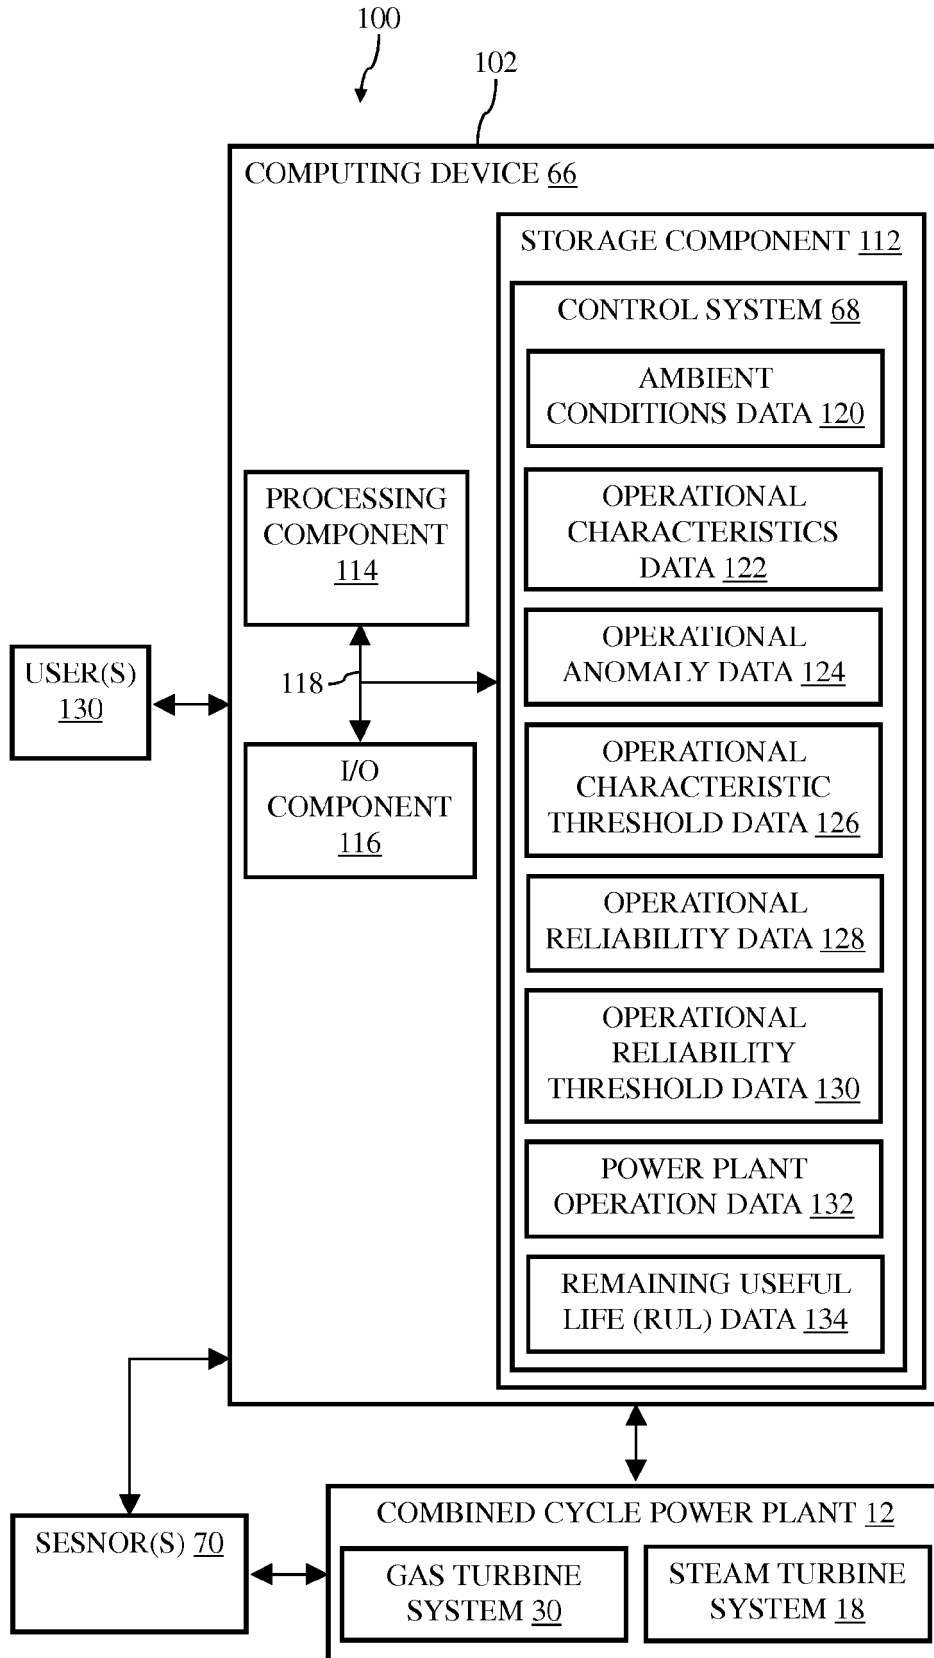 100
102
COMPUTING DEVICE 66
STORAGE COMPONENT 112
CONTROL SYSTEM 68
AMBIENT
CONDITIONS DATA 120
OPERATIONAL
CHARACTERISTICS
DATA 122
OPERATIONAL
ANOMALY DATA 124
OPERATIONAL
CHARACTERISTIC
THRESHOLD DATA 126
OPERATIONAL
RELIABILITY DATA 128
OPERATIONAL
RELIABILITY
THRESHOLD DATA 130
POWER PLANT
OPERATION DATA 132
REMAINING USEFUL
LIFE (RUL) DATA 134
PROCESSING
COMPONENT
114
118
I/O
COMPONENT
116
USER(S)
130
SESNOR(S) 70
COMBINED CYCLE POWER PLANT 12
GAS TURBINE
SYSTEM 30
STEAM TURBINE
SYSTEM 18